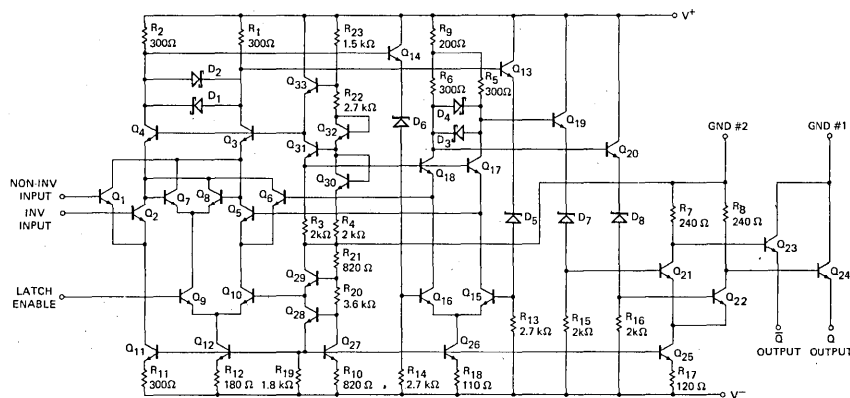 V+
R2
300Ω
R1
300Ω
R23
1.5 kΩ
Q14
R9
200Ω
Q13
D2
D1
Q33
R22
2.7 kΩ
R6
300Ω
R5
300Ω
D4
D3
Q19
Q4
Q3
Q32
Q31
D6
Q20
GND #2
GND #1
Q30
Q18
Q17
NON-INV
INPUT
Q1
Q7
Q8
Q6
INV
INPUT
Q2
Q5
R3
2kΩ
R4
2 kΩ
D5
D7
D8
R7
240 Ω
R8
240 Ω
Q23
R21
820 Ω
Q29
Q21
Q24
LATCH
ENABLE
Q9
Q10
R20
3.6 kΩ
Q16
Q15
Q22
Q28
R13
2.7 kΩ
R15
2kΩ
R16
2kΩ
Q̅
OUTPUT
Q
OUTPUT
Q11
Q12
Q27
Q26
Q25
R11
300Ω
R12
180 Ω
R19
1.8 kΩ
R10
820 Ω
R14
2.7 kΩ
R18
110 Ω
R17
120 Ω
V−